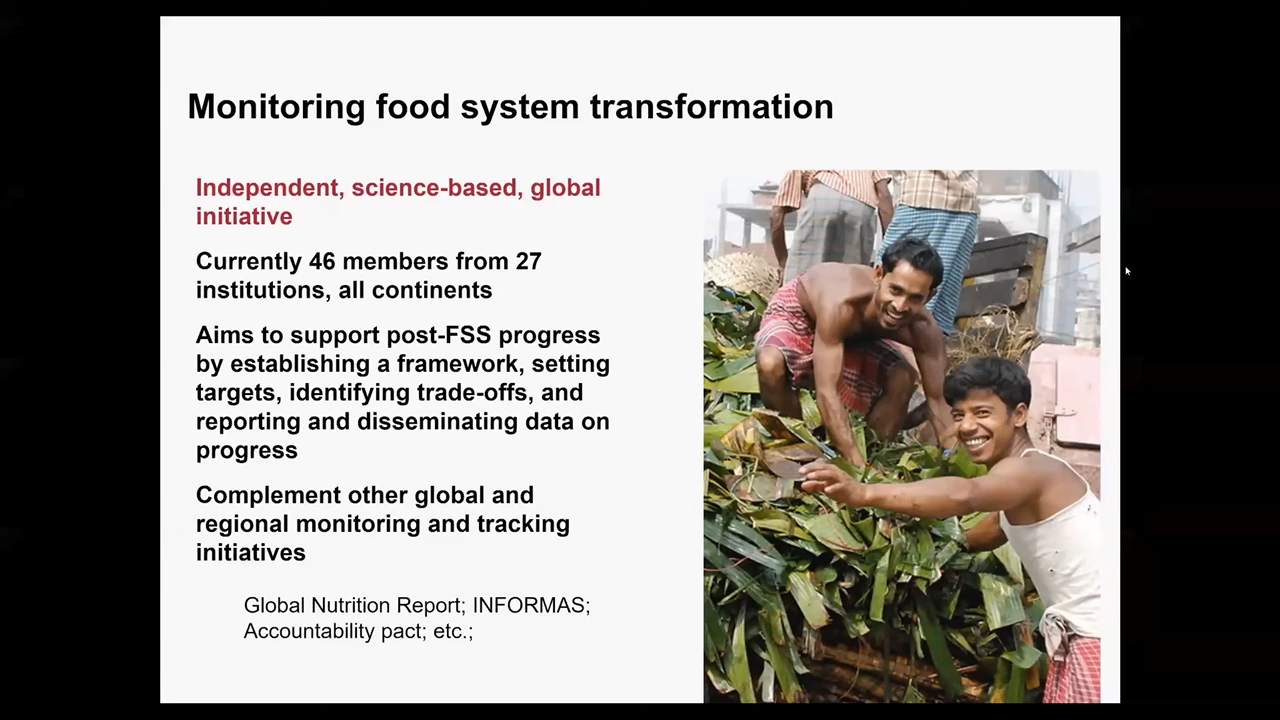 Monitoring food system transformation
Independent, science-based, global
initiative
Currently 46 members from 27
institutions, all continents
Aims to support post-FSS progress
by establishing a framework, setting
targets, identifying trade-offs, and
reporting and disseminating data on
progress
Complement other global and
regional monitoring and tracking
initiatives
Global Nutrition Report; INFORMAS;
Accountability pact; etc.;